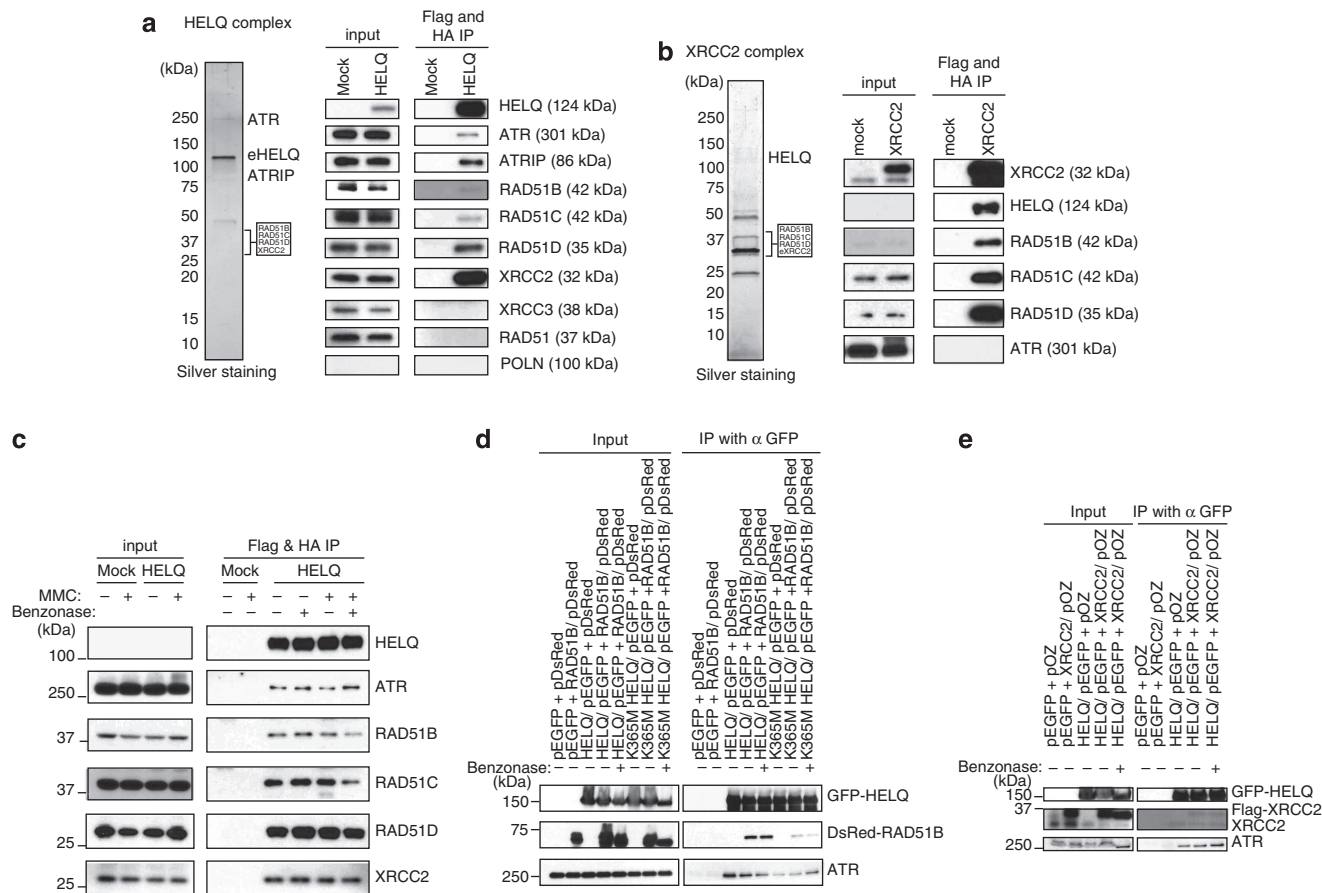 a
HELQ complex
(kDa)
250
150
100
75
50
37
25
20
15
10
ATR
eHELQ
ATRIP
RAD51B
RAD51C
RAD51D
XRCC2
Silver staining
input
Flag and
HA IP
Mock
HELQ
Mock
HELQ
HELQ (124 kDa)
ATR (301 kDa)
ATRIP (86 kDa)
RAD51B (42 kDa)
RAD51C (42 kDa)
RAD51D (35 kDa)
XRCC2 (32 kDa)
XRCC3 (38 kDa)
RAD51 (37 kDa)
POLN (100 kDa)
b
XRCC2 complex
(kDa)
250
150
100
75
50
37
25
20
15
10
HELQ
RAD51B
RAD51C
RAD51D
eXRCC2
Silver staining
input
Flag and
HA IP
mock
XRCC2
mock
XRCC2
XRCC2 (32 kDa)
HELQ (124 kDa)
RAD51B (42 kDa)
RAD51C (42 kDa)
RAD51D (35 kDa)
ATR (301 kDa)
c
input
Flag & HA IP
Mock HELQ
Mock
HELQ
MMC: – + – + – + – – + +
Benzonase: – – – – – – – + – +
(kDa)
100
HELQ
250
ATR
37
RAD51B
37
RAD51C
25
RAD51D
25
XRCC2
d
Input
IP with α GFP
pEGFP + pDsRed
pEGFP + RAD51B/ pDsRed
HELQ/ pEGFP + pDsRed
HELQ/ pEGFP + RAD51B/ pDsRed
HELQ/ pEGFP + RAD51B/ pDsRed
K365M HELQ/ pEGFP + pDsRed
K365M HELQ/ pEGFP +RAD51B/ pDsRed
K365M HELQ/ pEGFP +RAD51B/ pDsRed
pEGFP + pDsRed
pEGFP + RAD51B/ pDsRed
HELQ/ pEGFP + pDsRed
HELQ/ pEGFP + RAD51B/ pDsRed
HELQ/ pEGFP + RAD51B/ pDsRed
K365M HELQ/ pEGFP + pDsRed
K365M HELQ/ pEGFP +RAD51B/ pDsRed
K365M HELQ/ pEGFP +RAD51B/ pDsRed
Benzonase: – – – – + – – + – – – – + – – +
(kDa)
150
GFP-HELQ
75
DsRed-RAD51B
50
250
ATR
e
Input
IP with α GFP
pEGFP + pOZ
pEGFP + XRCC2/ pOZ
HELQ/ pEGFP + pOZ
HELQ/ pEGFP + XRCC2/ pOZ
HELQ/ pEGFP + XRCC2/ pOZ
pEGFP + pOZ
pEGFP + XRCC2/ pOZ
HELQ/ pEGFP + pOZ
HELQ/ pEGFP + XRCC2/ pOZ
HELQ/ pEGFP + XRCC2/ pOZ
Benzonase: – – – – + – – – – +
(kDa)
150
GFP-HELQ
37
Flag-XRCC2
XRCC2
250
ATR